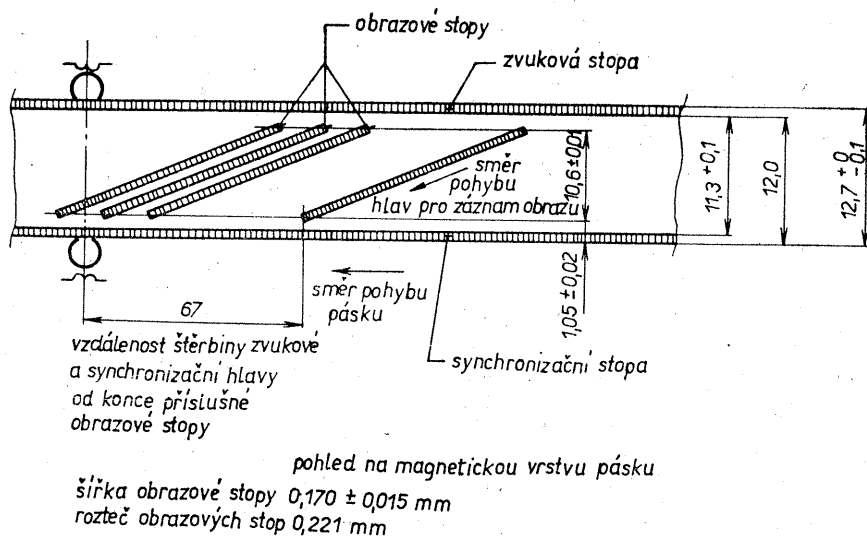 obrazové stopy
zvuková stopa
směr
pohybu
hlav pro záznam obrazu
10,6 ± 0,01
11,3 ± 0,1
12,0
12,7 ± 0
- 0,1
1,05 ± 0,02
67
směr pohybu
pásku
vzdálenost štěrbiny zvukové
a synchronizační hlavy
od konce příslušné
obrazové stopy
synchronizační stopa
pohled na magnetickou vrstvu pásku
šířka obrazové stopy 0,170 ± 0,015 mm
rozteč obrazových stop 0,221 mm